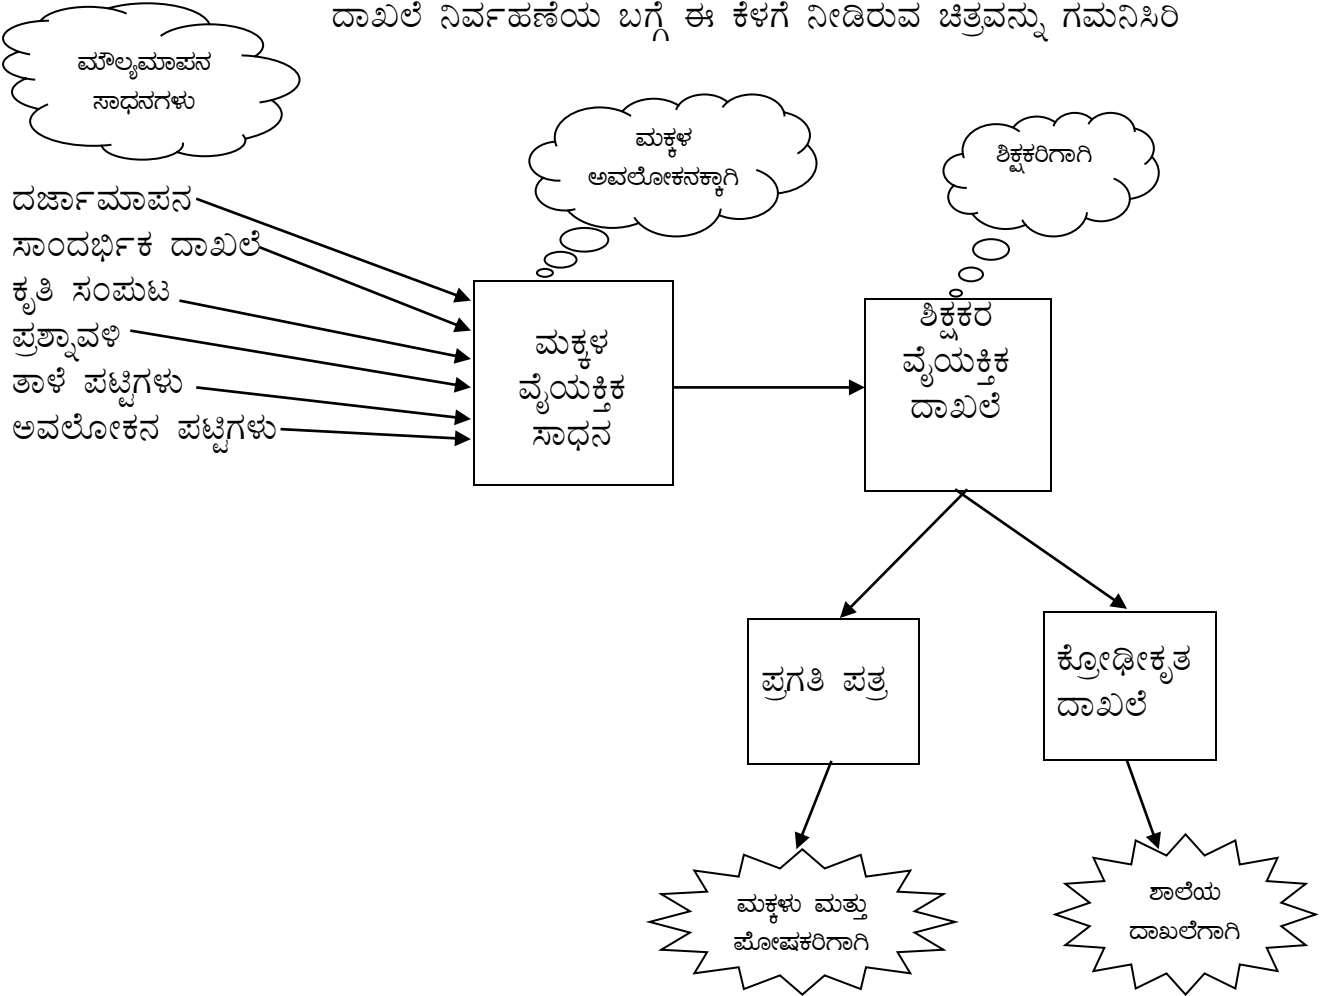 ದಾಖಲೆ ನಿರ್ವಹಣೆಯ ಬಗ್ಗೆ ಈ ಕೆಳಗೆ ನೀಡಿರುವ ಚಿತ್ರವನ್ನು ಗಮನಿಸಿರಿ
ಮೌಲ್ಯಮಾಪನ
ಸಾಧನಗಳು
ಮಕ್ಕಳ
ಅವಲೋಕನಕ್ಕಾಗಿ
ಶಿಕ್ಷಕರಿಗಾಗಿ
ದರ್ಜಾಮಾಪನ
ಸಾಂದರ್ಭಿಕ ದಾಖಲೆ
ಕೃತಿ ಸಂಪುಟ
ಪ್ರಶ್ನಾವಳಿ
ತಾಳೆ ಪಟ್ಟಿಗಳು
ಅವಲೋಕನ ಪಟ್ಟಿಗಳು
ಮಕ್ಕಳ
ವೈಯಕ್ತಿಕ
ಸಾಧನ
ಶಿಕ್ಷಕರ
ವೈಯಕ್ತಿಕ
ದಾಖಲೆ
ಪ್ರಗತಿ ಪತ್ರ
ಕ್ರೋಢೀಕೃತ
ದಾಖಲೆ
ಮಕ್ಕಳು ಮತ್ತು
ಪೋಷಕರಿಗಾಗಿ
ಶಾಲೆಯ
ದಾಖಲೆಗಾಗಿ